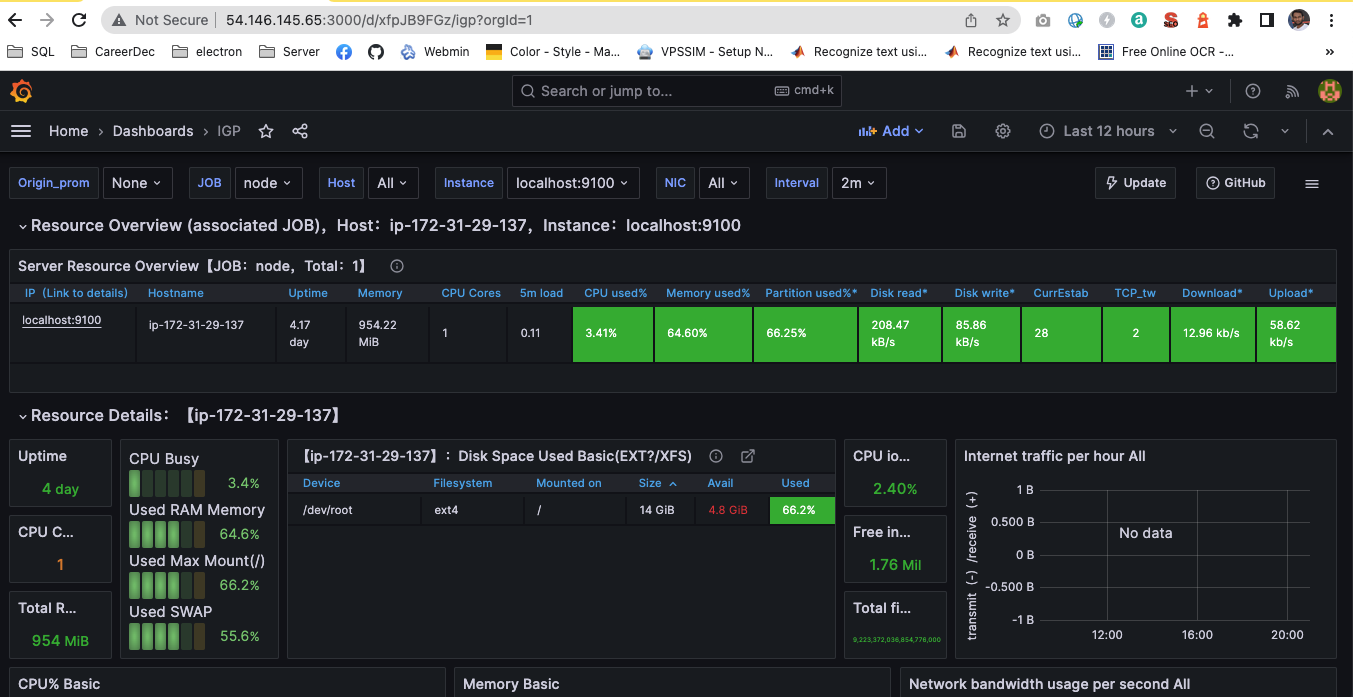 Not Secure 54.146.145.65:3000/d/xfpJB9FGz/igp?orgId=1
SQL CareerDec electron Server Webmin Color - Style - Ma... VPSSIM - Setup N... Recognize text usi... Recognize text usi... Free Online OCR -... »
Search or jump to... cmd+k
Home › Dashboards › IGP Add Last 12 hours
Origin_prom None JOB node Host All Instance localhost:9100 NIC All Interval 2m Update GitHub
Resource Overview (associated JOB)，Host：ip-172-31-29-137，Instance：localhost:9100
Server Resource Overview【JOB：node，Total：1】
IP (Link to details) Hostname Uptime Memory CPU Cores 5m load CPU used% Memory used% Partition used%* Disk read* Disk write* CurrEstab TCP_tw Download* Upload*
localhost:9100 ip-172-31-29-137 4.17 day 954.22 MiB 1 0.11 3.41% 64.60% 66.25% 208.47 kB/s 85.86 kB/s 28 2 12.96 kb/s 58.62 kb/s
Resource Details：【ip-172-31-29-137】
Uptime
4 day
CPU C...
1
Total R...
954 MiB
CPU Busy
3.4%
Used RAM Memory
64.6%
Used Max Mount(/)
66.2%
Used SWAP
55.6%
【ip-172-31-29-137】：Disk Space Used Basic(EXT?/XFS)
Device Filesystem Mounted on Size Avail Used
/dev/root ext4 / 14 GiB 4.8 GiB 66.2%
CPU io...
2.40%
Free in...
1.76 Mil
Total fi...
9,223,372,036,854,776,000
Internet traffic per hour All
transmit (-) /receive (+)
1 B
0.500 B
0 B
-0.500 B
-1 B
No data
12:00 16:00 20:00
CPU% Basic
Memory Basic
Network bandwidth usage per second All